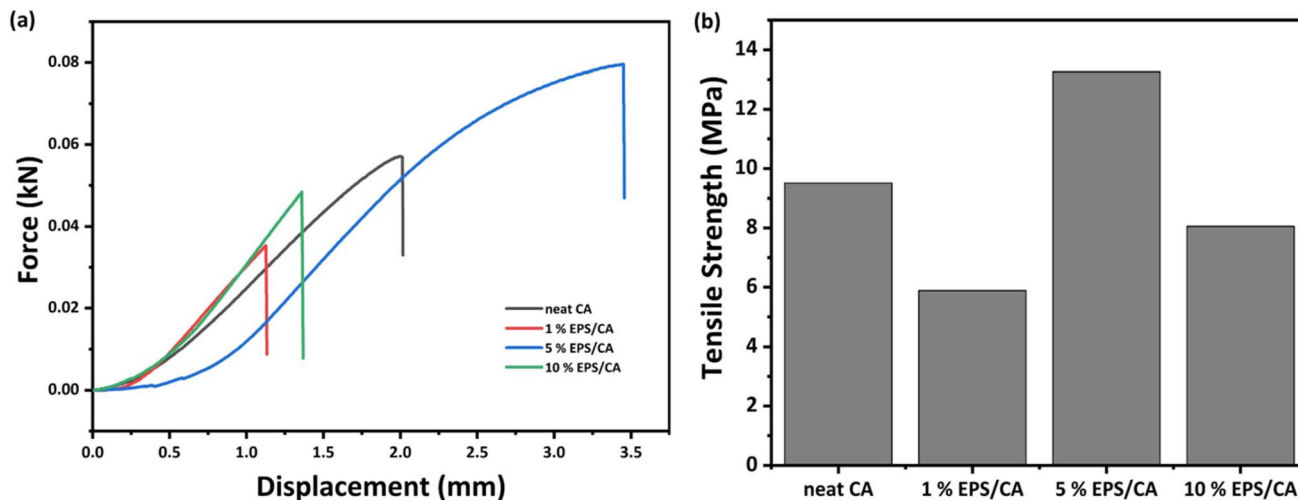 (a)
Force (kN)
0.08
0.06
0.04
0.02
0.00
neat CA
1 % EPS/CA
5 % EPS/CA
10 % EPS/CA
0.0 0.5 1.0 1.5 2.0 2.5 3.0 3.5
Displacement (mm)
(b)
Tensile Strength (MPa)
14
12
10
8
6
4
2
0
neat CA 1 % EPS/CA 5 % EPS/CA 10 % EPS/CA